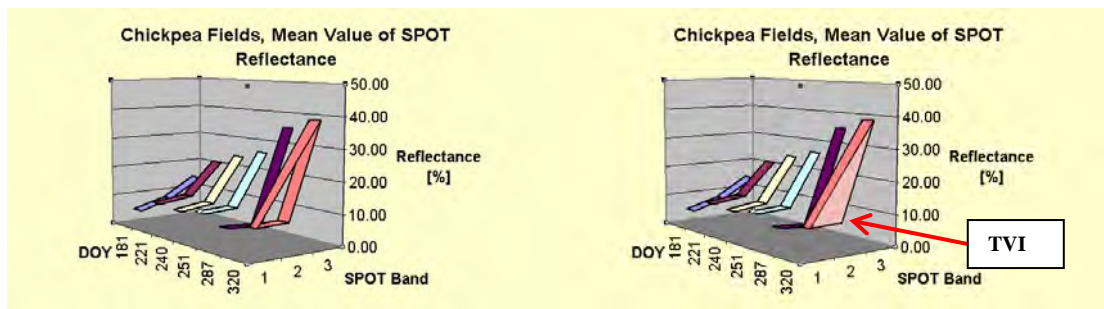 Chickpea Fields, Mean Value of SPOT
Reflectance
50.00
40.00
30.00
20.00
10.00
0.00
Reflectance
[%]
DOY
181
221
240
251
287
320
1
2
3
SPOT Band
Chickpea Fields, Mean Value of SPOT
Reflectance
50.00
40.00
30.00
20.00
10.00
0.00
Reflectance
[%]
TVI
DOY
181
221
240
251
287
320
1
2
3
SPOT Band